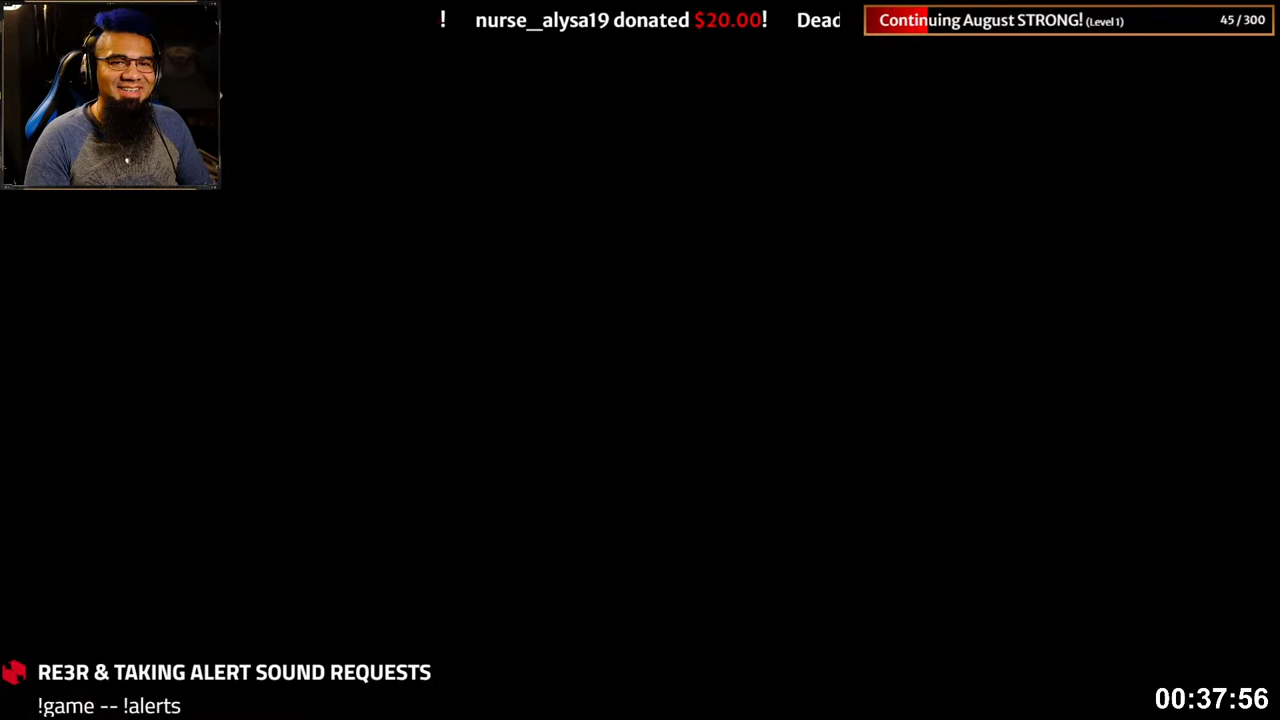 ! nurse__alysa19 donated $20.00! Dead
Continuing August STRONG! (Level 1) 45 / 300
RE3R & TAKING ALERT SOUND REQUESTS
!game -- !alerts
00:37:56